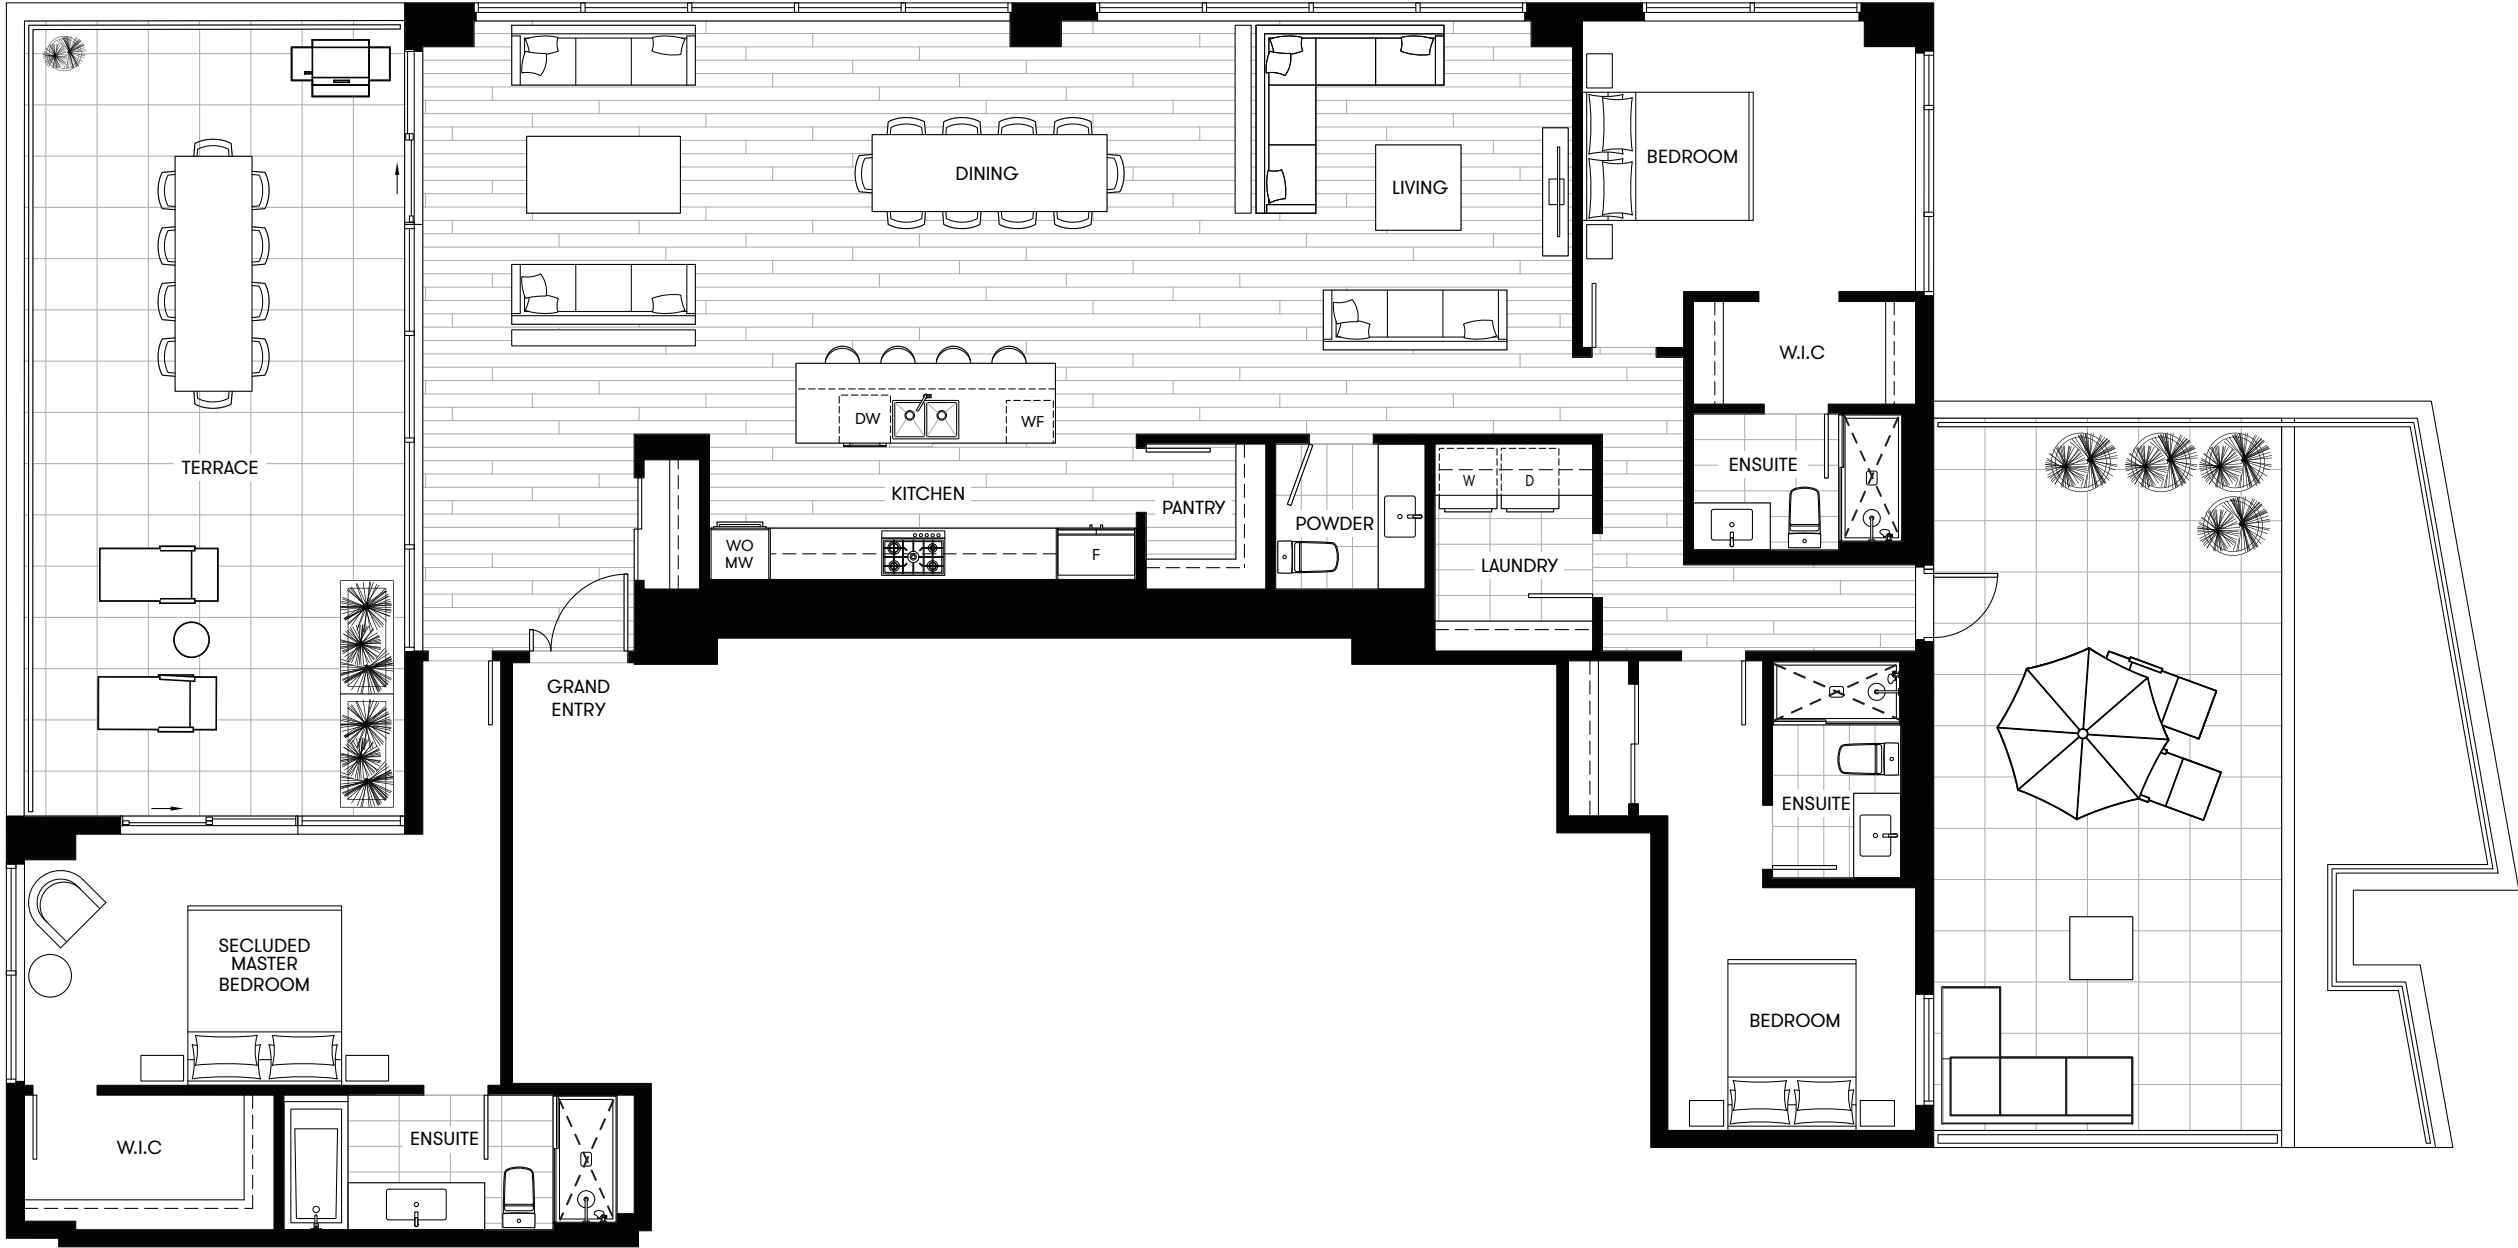 BEDROOM
DINING
LIVING
W.I.C
DW
WF
TERRACE
KITCHEN
PANTRY
POWDER
W
D
ENSUITE
WO
MW
F
LAUNDRY
GRAND
ENTRY
ENSUITE
SECLUDED
MASTER
BEDROOM
BEDROOM
W.I.C
ENSUITE